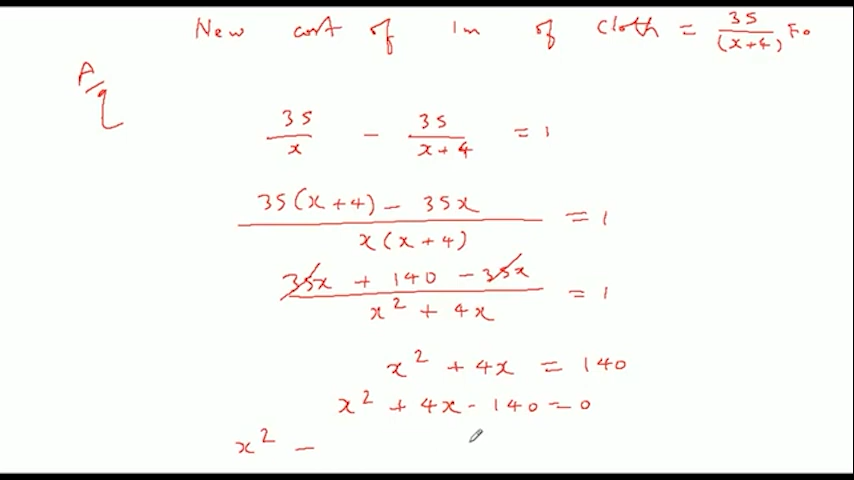 New cost of 1m of cloth = 35/(x+4)
A/q
35/x - 35/x+4 = 1
35(x+4) - 35x / x(x+4) = 1
35x + 140 - 35x / x² + 4x = 1
x² + 4x = 140
x² + 4x - 140 = 0
x² -